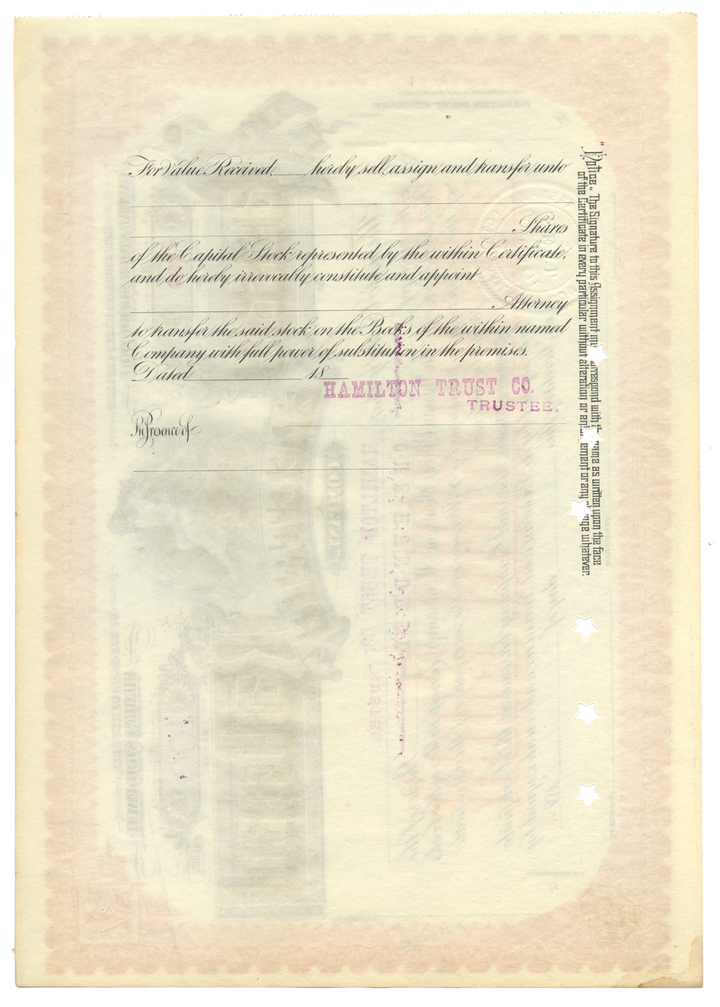 For Value Received, hereby sell, assign and transfer unto
Shares
of the Capital Stock represented by the within Certificate,
and do hereby irrevocably constitute and appoint
Attorney
to transfer the said stock on the Books of the within named
Company with full power of substitution in the premises.
Dated 18
HAMILTON TRUST CO.
TRUSTEE.
In Presence of
"Notice. The Signature to this Assignment must correspond with the name as written upon the face
of the Certificate in every particular without alteration or enlargement or any change whatever.